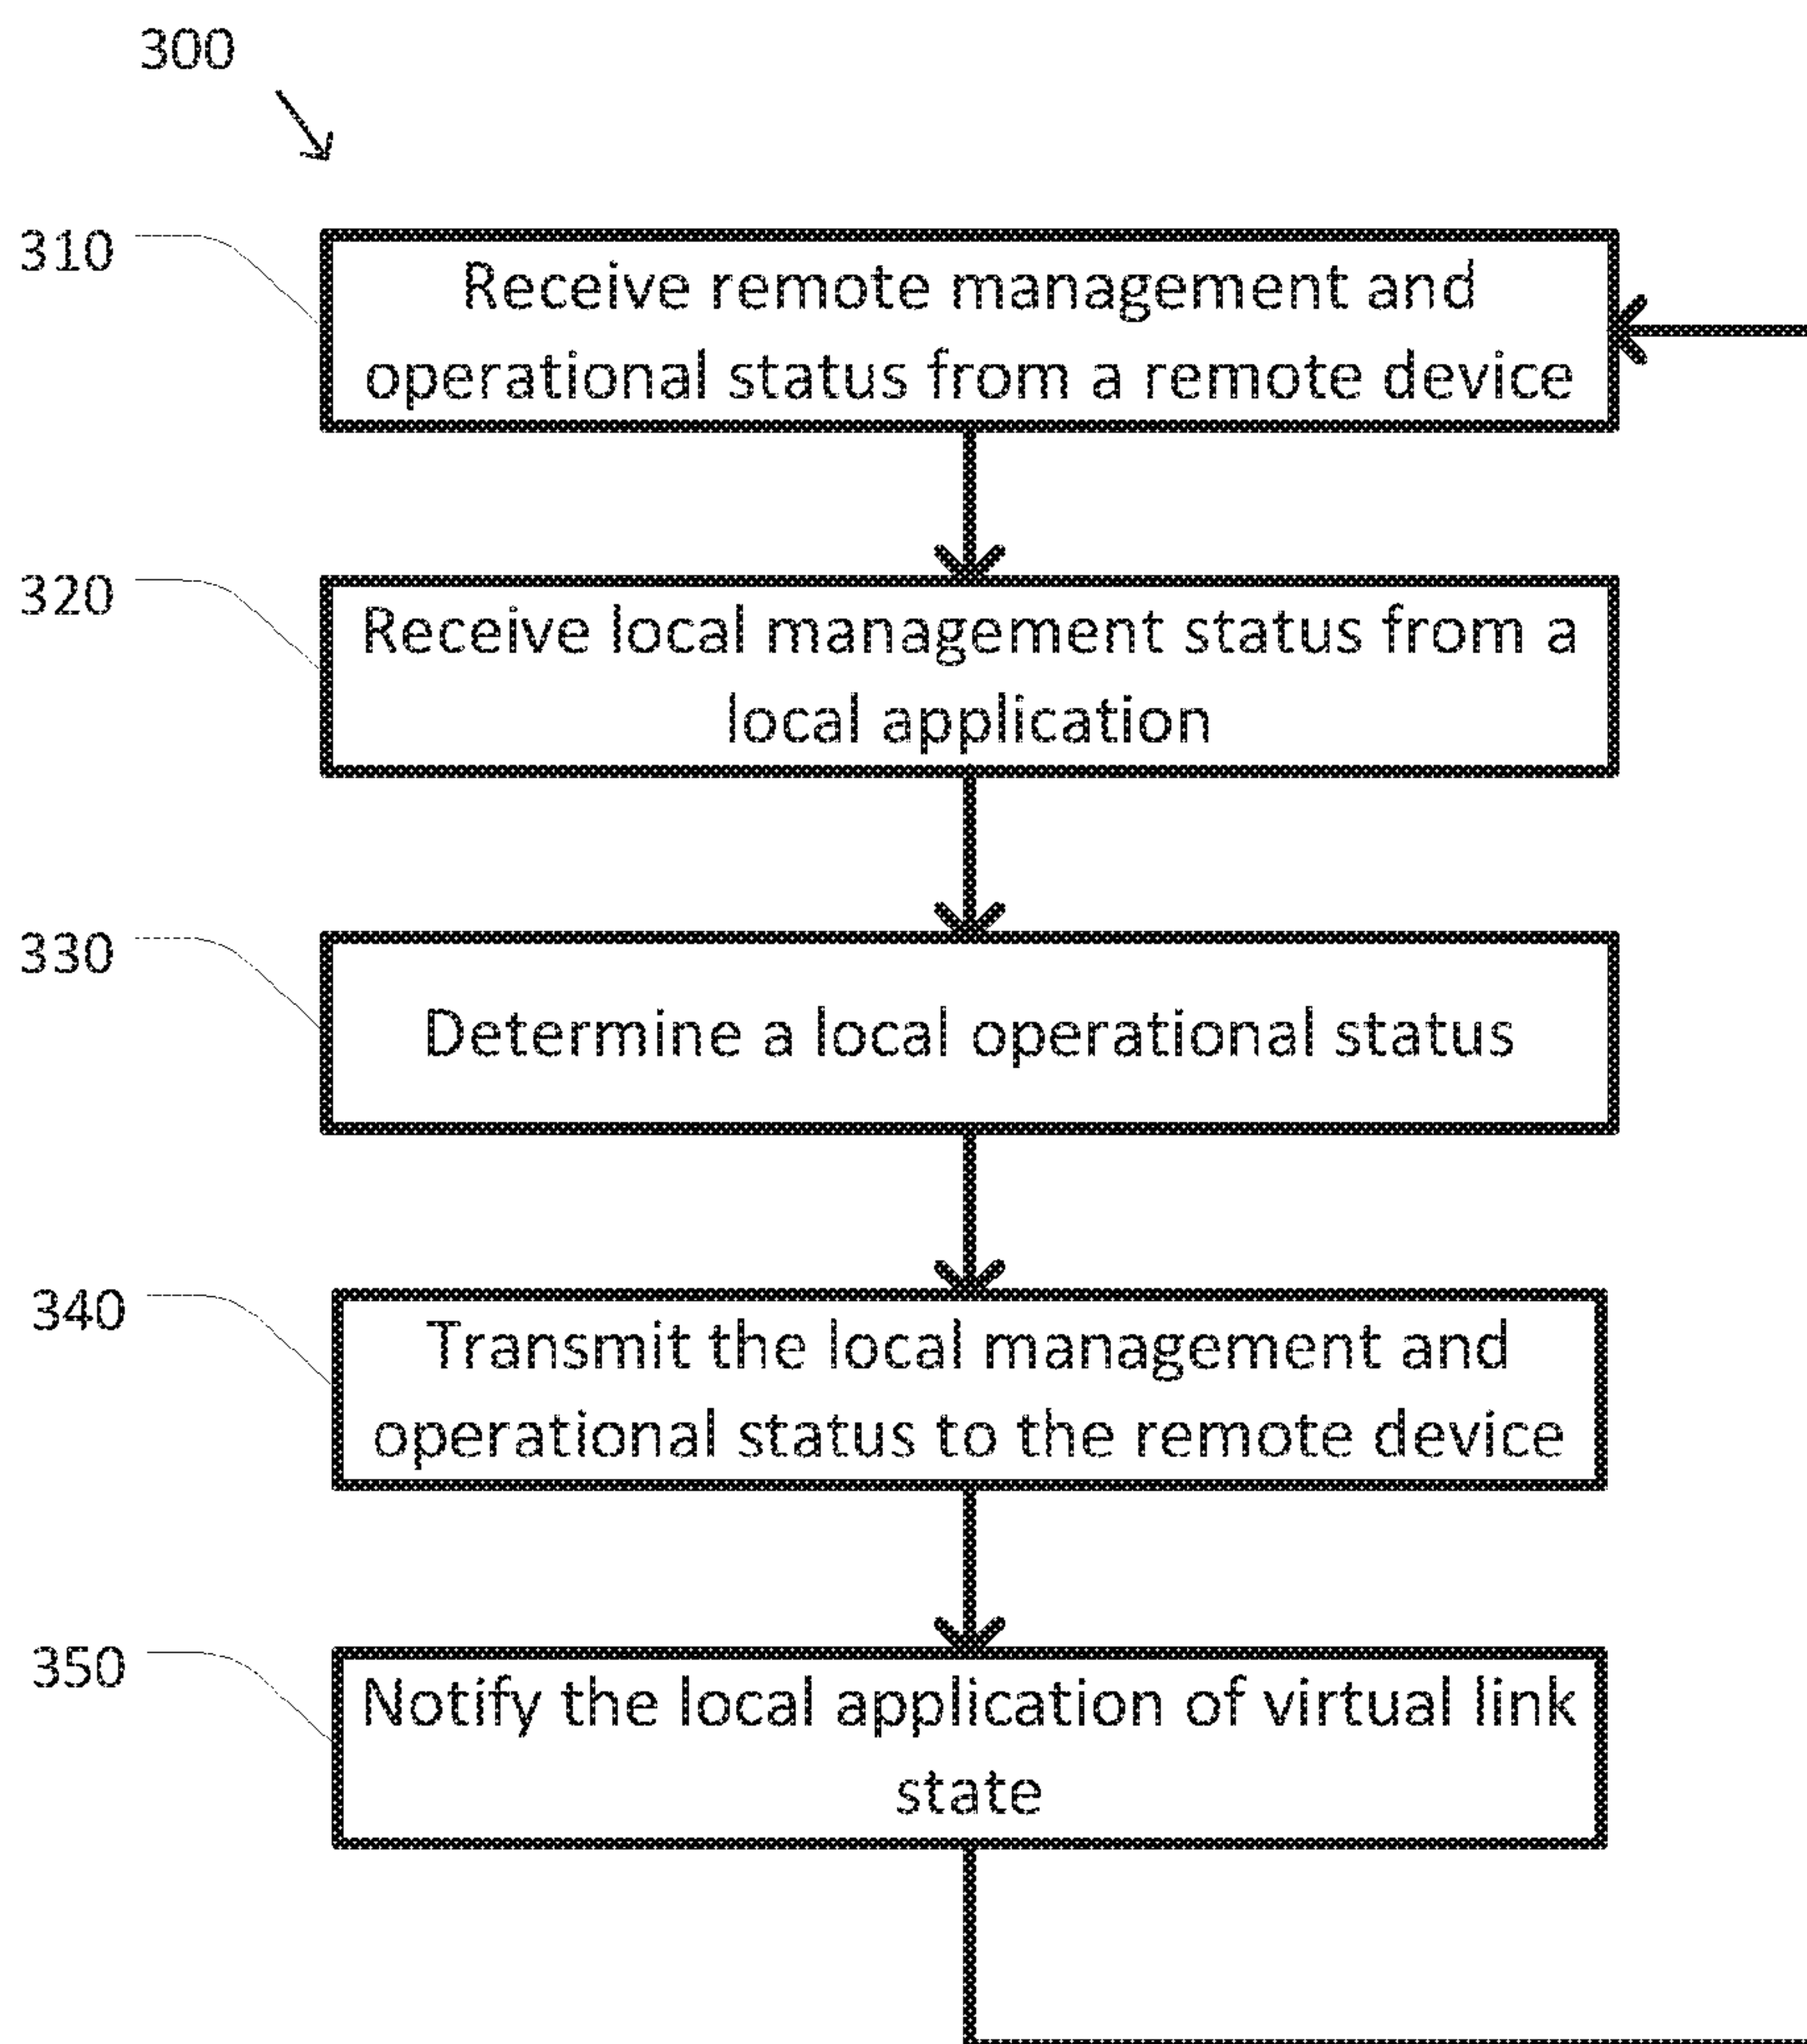 300
310
Receive remote management and
operational status from a remote device
320
Receive local management status from a
local application
330
Determine a local operational status
340
Transmit the local management and
operational status to the remote device
350
Notify the local application of virtual link
state